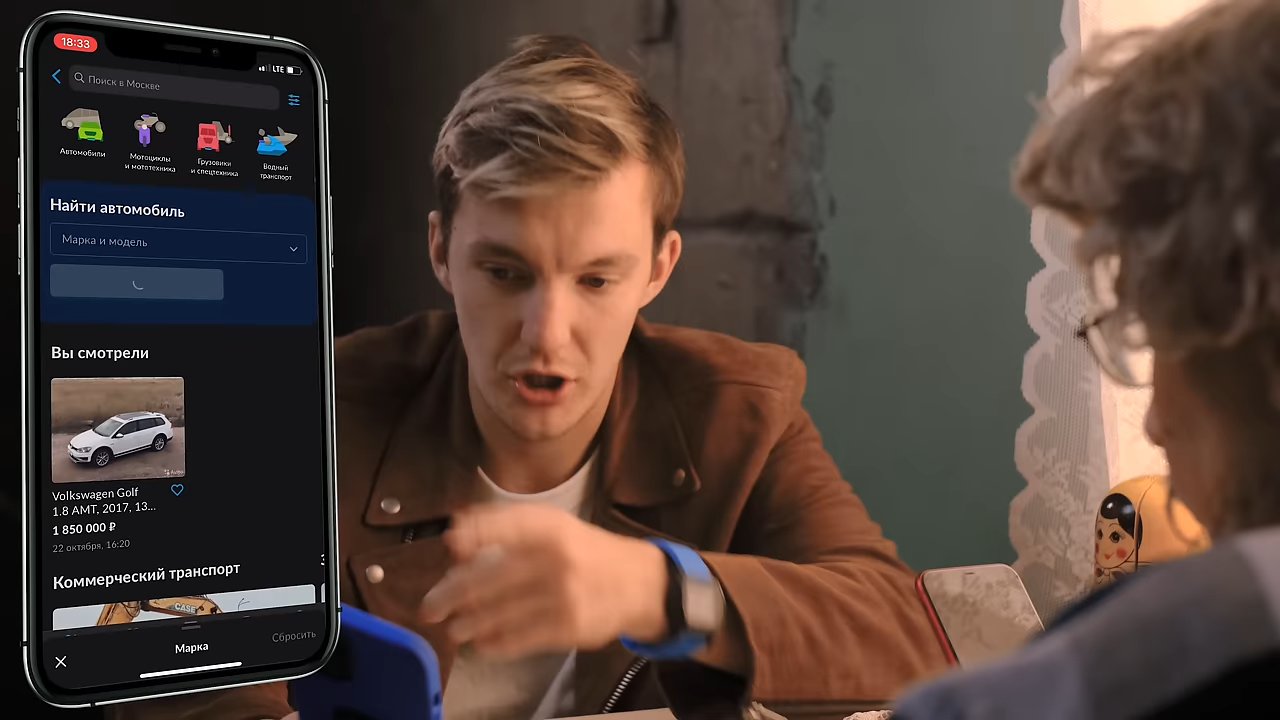 18:33
LTE
Поиск в Москве
Автомобили
Мотоциклы
и мототехника
Грузовики
и спецтехника
Водный
транспорт
Найти автомобиль
Марка и модель
Вы смотрели
Volkswagen Golf
1.8 AMT, 2017, 13...
1 850 000 ₽
22 октября, 16:20
Коммерческий транспорт
CASE
Марка
Сбросить